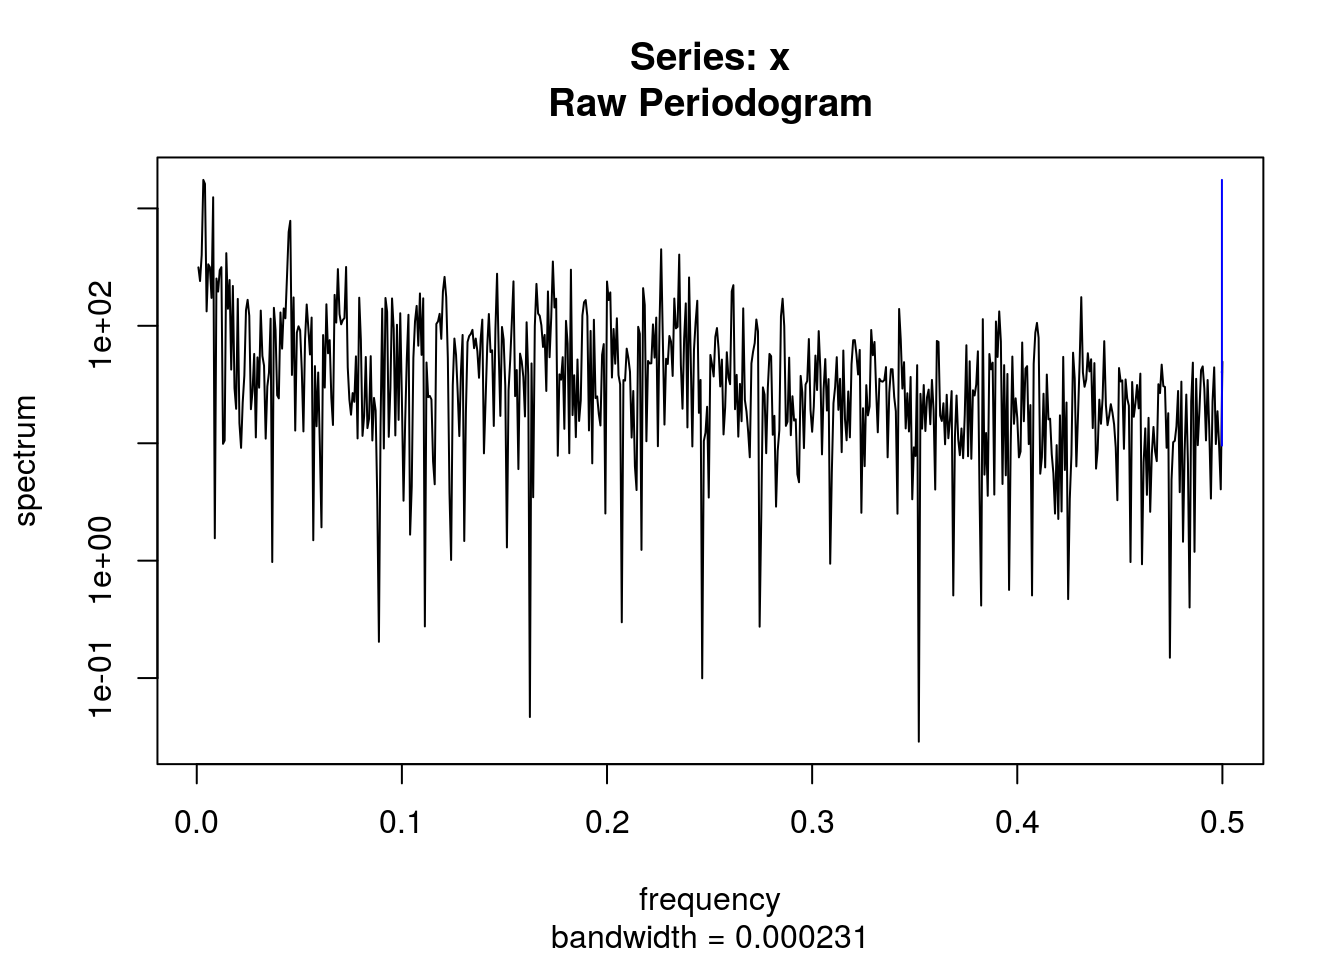 Series: x
Raw Periodogram
spectrum
1e+02
1e+00
1e-01
0.0 0.1 0.2 0.3 0.4 0.5
frequency
bandwidth = 0.000231